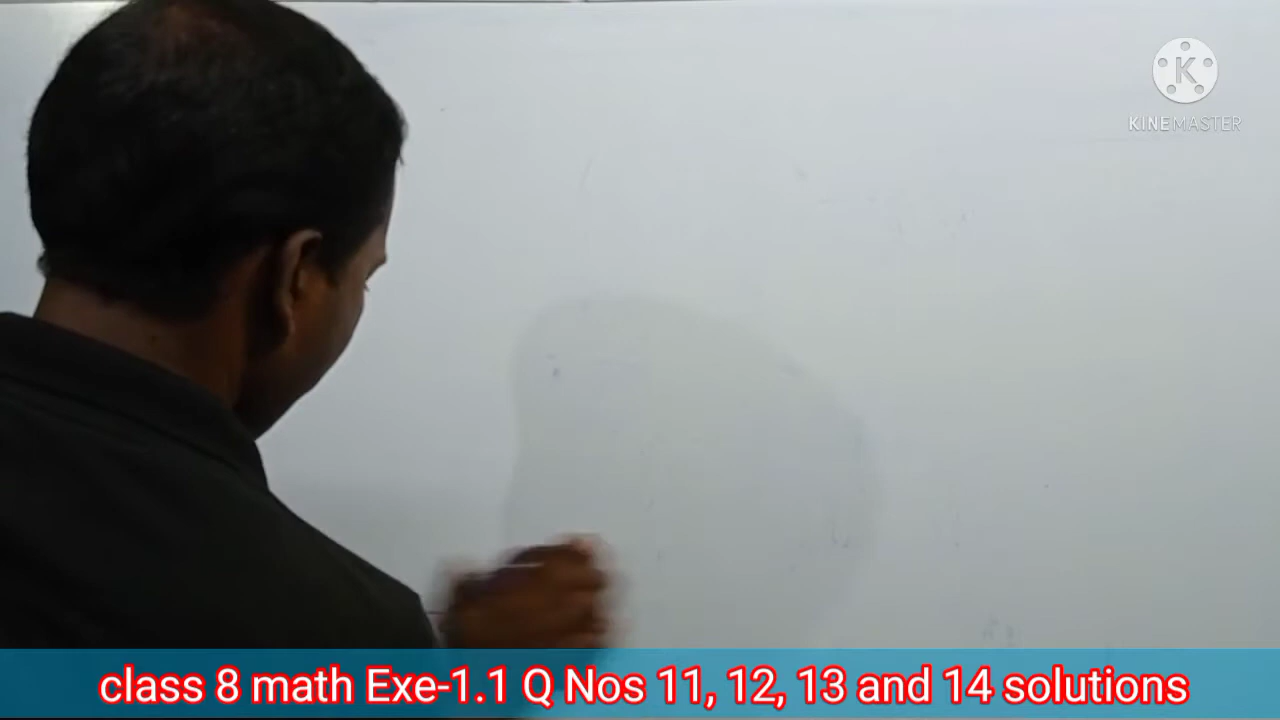 KINEMASTER
class 8 math Exe-1.1 Q Nos 11, 12, 13 and 14 solutions